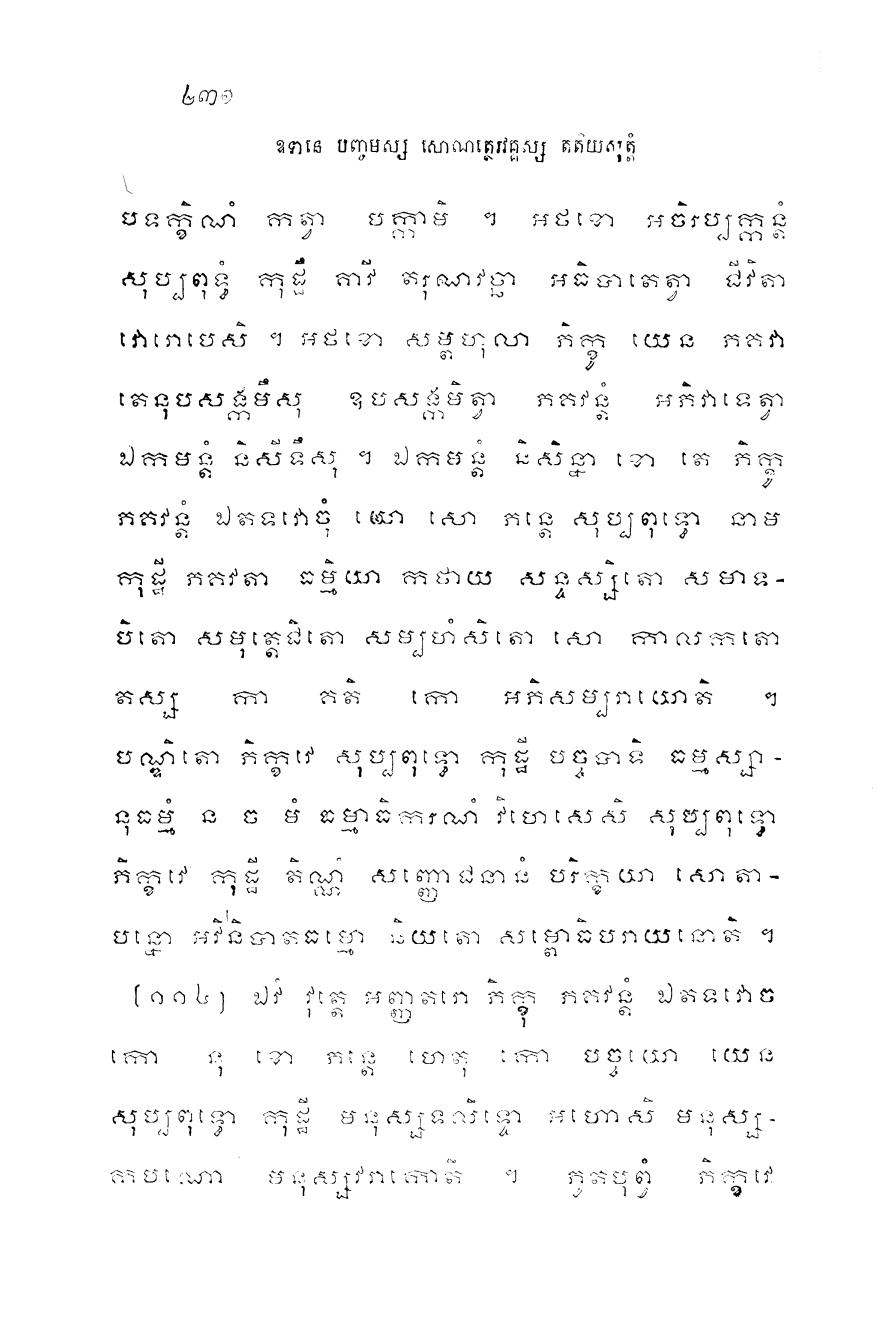 ២៣១
ឧទានេ បញ្ចមស្ស សោណត្ថេរវគ្គស្ស តតិយសុត្តំ
បទក្ខិណំ កត្វា បក្កាមិ ។ អថខោ អចិរប្បក្កន្តំ
សុប្បពុទ្ធំ កុដ្ឋឹ គាវី តរុណវច្ឆា អធិបាតេត្វា ជីវិតា
វោរោបេសិ ។ អថខោ សម្ពហុលា ភិក្ខូ យេន ភគវា
តេនុបសង្កមឹសុ ឧបសង្កមិត្វា ភគវន្តំ អភិវាទេត្វា
ឯកមន្តំ និសីទឹសុ ។ ឯកមន្តំ និសិន្នា ខោ តេ ភិក្ខូ
ភគវន្តំ ឯតទវោចុំ យោ សោ ភន្តេ សុប្បពុទ្ធោ នាម
កុដ្ឋី ភគវតា ធម្មិយា កថាយ សន្ទស្សិតោ សមាទ-
បិតោ សមុត្តេជិតោ សម្បហំសិតោ សោ កាលកតោ
តស្ស កា គតិ កោ អភិសម្បរាយោតិ ។
បណ្ឌិតោ ភិក្ខវេ សុប្បពុទ្ធោ កុដ្ឋី បច្ចបាទិ ធម្មស្សា-
នុធម្មំ ន ច មំ ធម្មាធិករណំ វិហេសេសិ សុប្បពុទ្ធោ
ភិក្ខវេ កុដ្ឋី តិណ្ណំ សញ្ញោជនានំ បរិក្ខយា សោតា-
បន្នោ អវិនិបាតធម្មោ និយតោ សម្ពោធិបរាយនោតិ ។
(១១៤) ឯវំ វុត្តេ អញ្ញតរោ ភិក្ខុ ភគវន្តំ ឯតទវោច
កោ នុ ខោ ភន្តេ ហេតុ កោ បច្ចយោ យេន
សុប្បពុទ្ធោ កុដ្ឋី មនុស្សទលិទ្ទោ អហោសិ មនុស្ស-
កបណោ មនុស្សវរាកោតិ ។ ភូតបុព្វំ ភិក្ខវេ